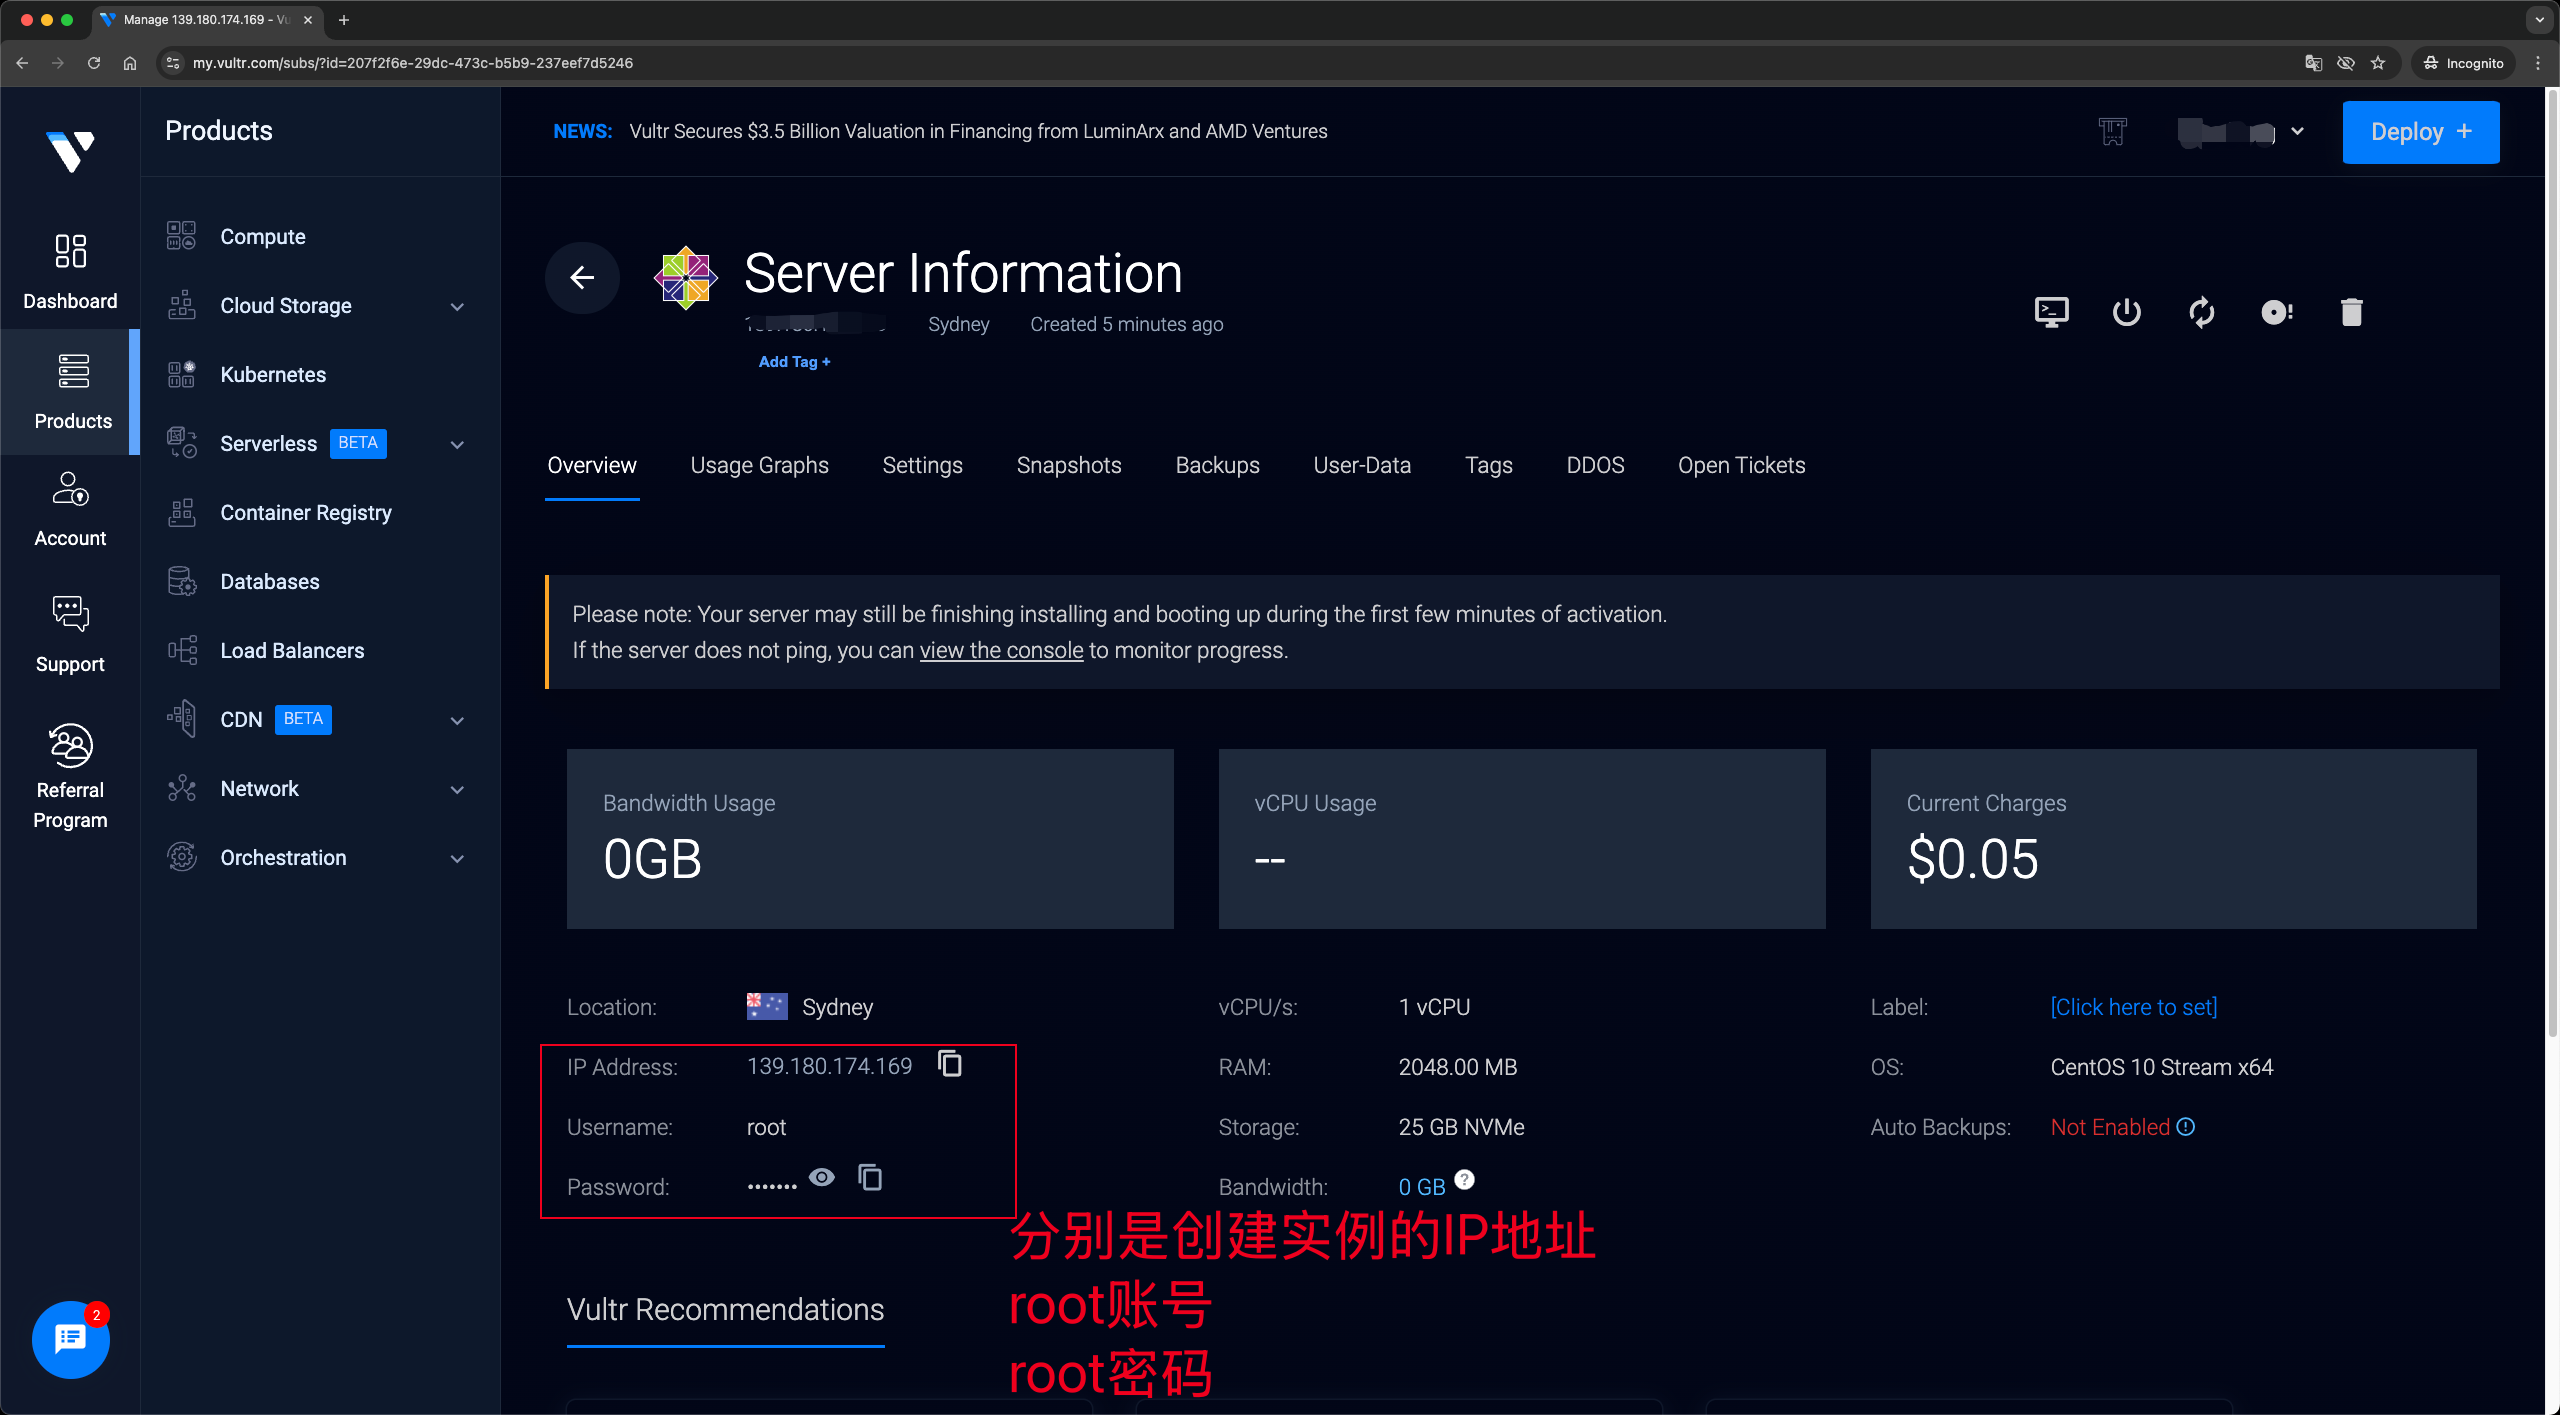 Manage 139.180.174.169 - Vu
my.vultr.com/subs/?id=207f2f6e-29dc-473c-b5b9-237eef7d5246
Incognito
Products
NEWS: Vultr Secures $3.5 Billion Valuation in Financing from LuminArx and AMD Ventures
Deploy +
Dashboard
Products
Account
Support
Referral
Program
2
Compute
Cloud Storage
Kubernetes
Serverless BETA
Container Registry
Databases
Load Balancers
CDN BETA
Network
Orchestration
Server Information
Sydney Created 5 minutes ago
Add Tag +
Overview Usage Graphs Settings Snapshots Backups User-Data Tags DDOS Open Tickets
Please note: Your server may still be finishing installing and booting up during the first few minutes of activation.
If the server does not ping, you can view the console to monitor progress.
Bandwidth Usage
0GB
vCPU Usage
--
Current Charges
$0.05
Location: Sydney
IP Address: 139.180.174.169
Username: root
Password: •••••••
vCPU/s: 1 vCPU
RAM: 2048.00 MB
Storage: 25 GB NVMe
Bandwidth: 0 GB ?
Label: [Click here to set]
OS: CentOS 10 Stream x64
Auto Backups: Not Enabled
分别是创建实例的IP地址
root账号
root密码
Vultr Recommendations